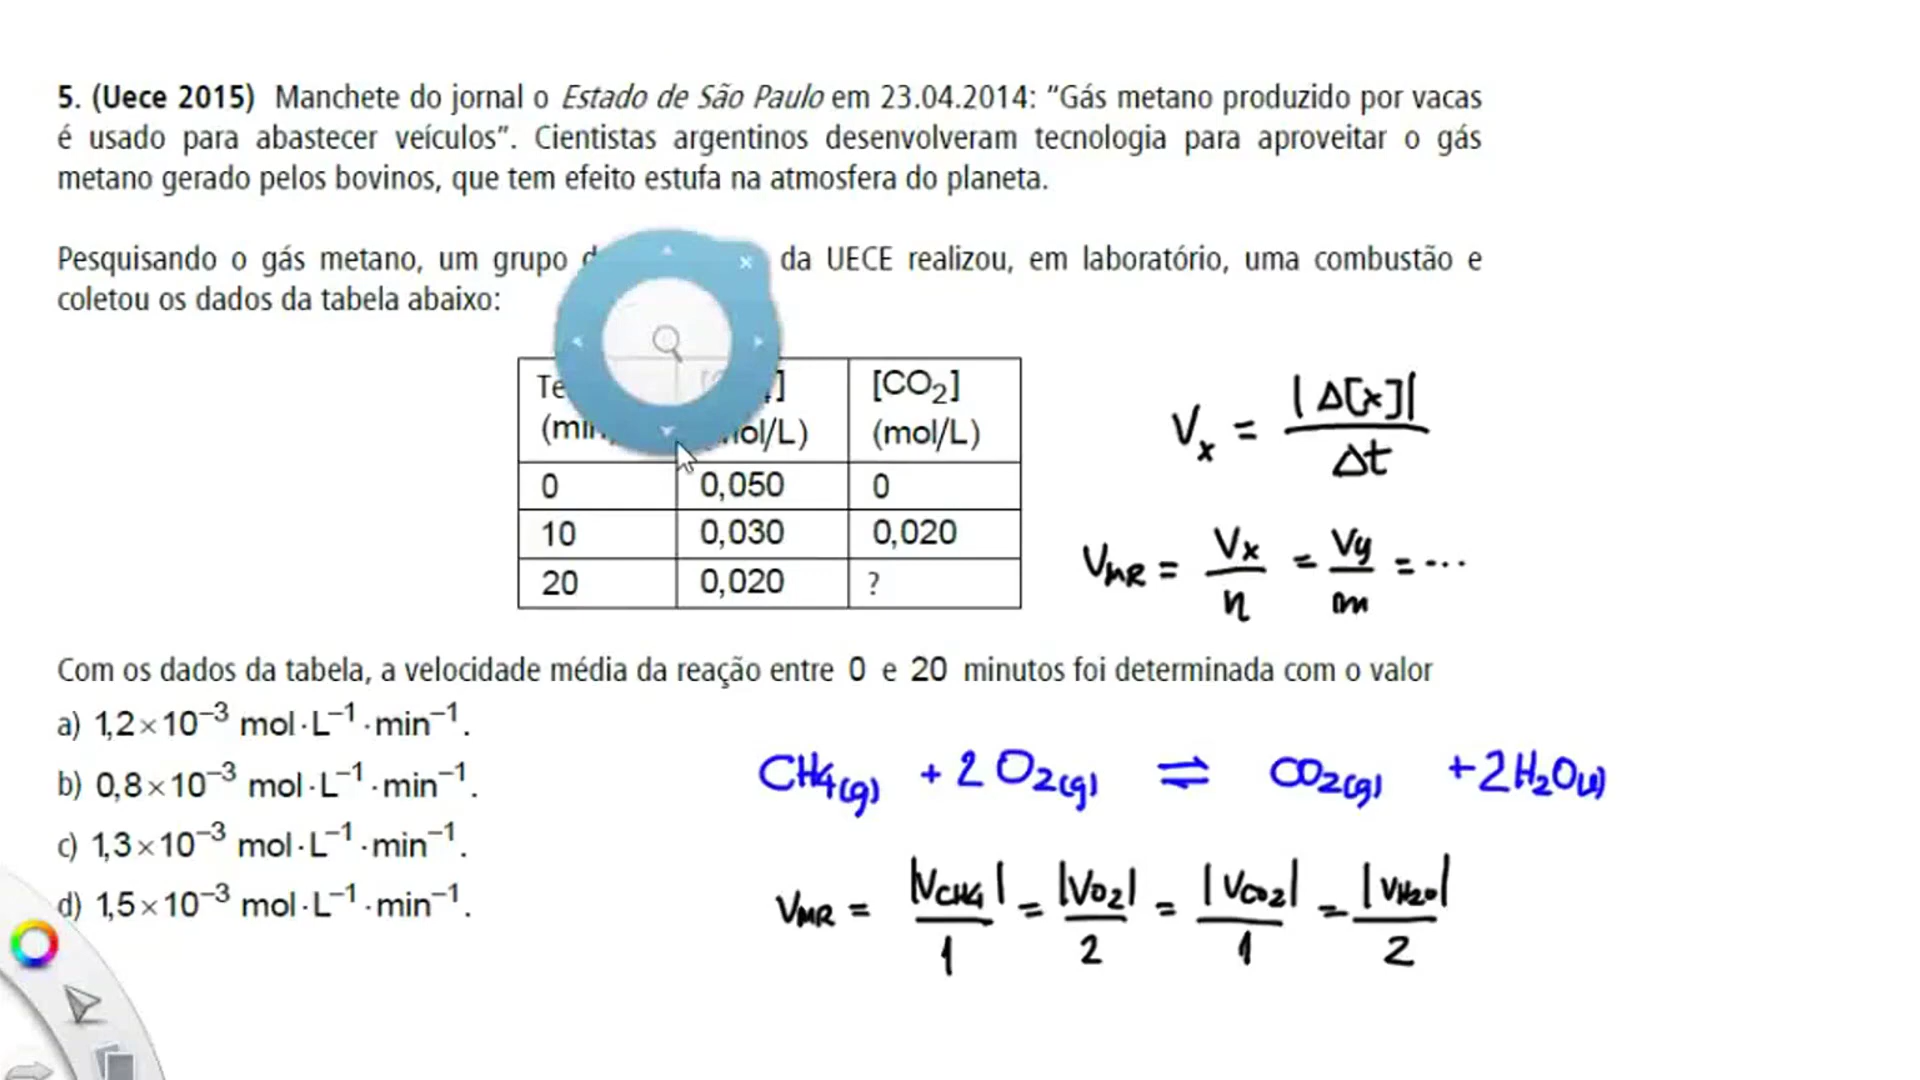 5. (Uece 2015) Manchete do jornal o Estado de São Paulo em 23.04.2014: "Gás metano produzido por vacas
é usado para abastecer veículos". Cientistas argentinos desenvolveram tecnologia para aproveitar o gás
metano gerado pelos bovinos, que tem efeito estufa na atmosfera do planeta.
Pesquisando o gás metano, um grupo da UECE realizou, em laboratório, uma combustão e
coletou os dados da tabela abaixo:
[CO₂]
(mol/L)
0 0,050 0
10 0,030 0,020
20 0,020 ?
Vₓ = |Δ[x]| / Δt
V_MR = Vx / n = Vy / m = ...
Com os dados da tabela, a velocidade média da reação entre 0 e 20 minutos foi determinada com o valor
a) 1,2×10⁻³ mol·L⁻¹·min⁻¹.
b) 0,8×10⁻³ mol·L⁻¹·min⁻¹.
c) 1,3×10⁻³ mol·L⁻¹·min⁻¹.
d) 1,5×10⁻³ mol·L⁻¹·min⁻¹.
CH4(g) + 2 O2(g) ⇌ CO2(g) + 2H2O(l)
V_MR = |VCH4| / 1 = |VO2| / 2 = |VCO2| / 1 = |VH2O| / 2